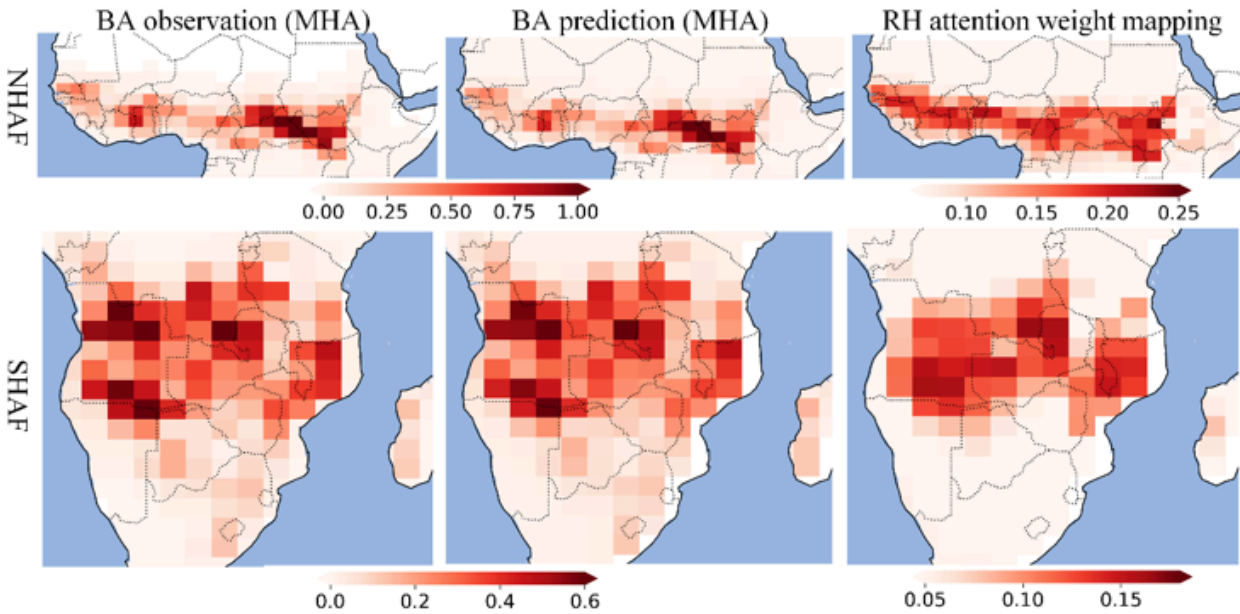 BA observation (MHA) BA prediction (MHA) RH attention weight mapping
NHAF
0.00 0.25 0.50 0.75 1.00 0.10 0.15 0.20 0.25
SHAF
0.0 0.2 0.4 0.6 0.05 0.10 0.15